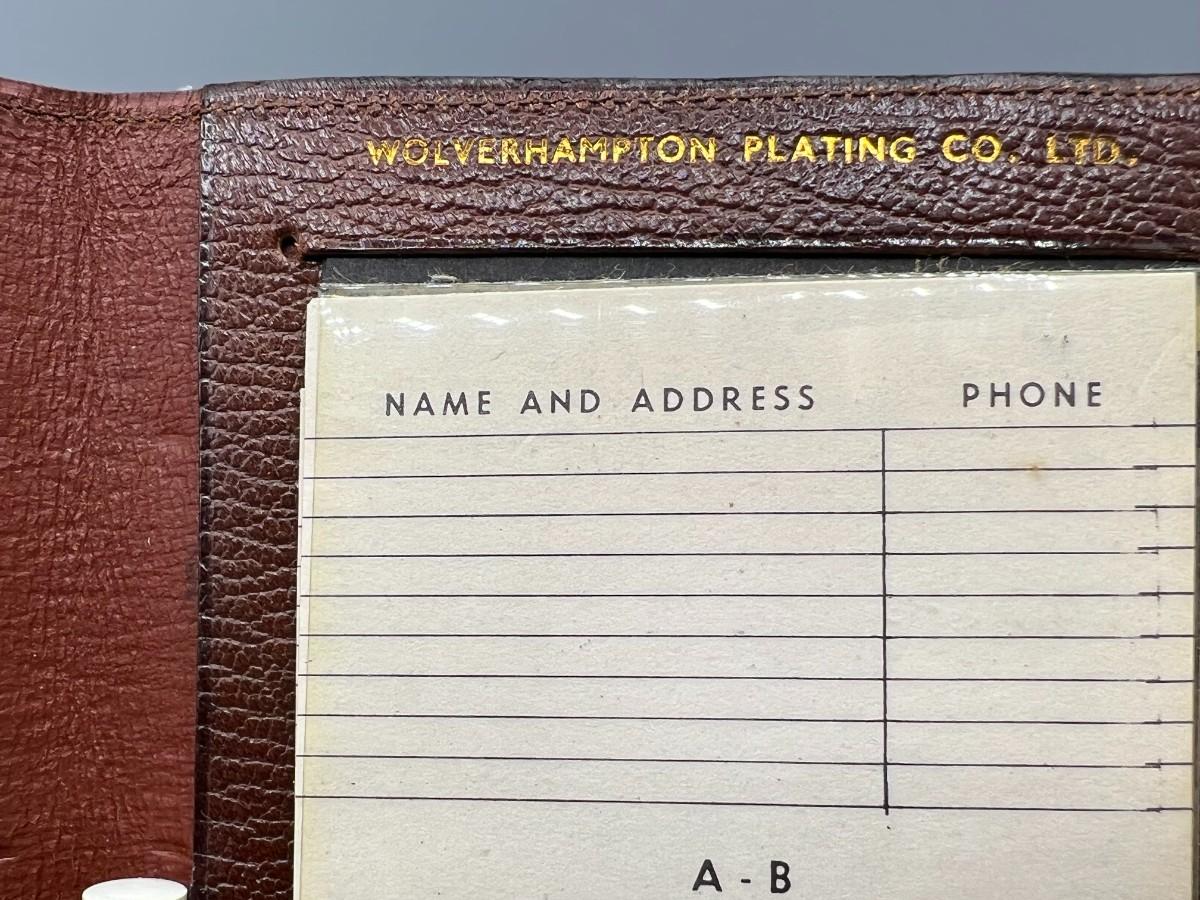 WOLVERHAMPTON PLATING CO. LTD.
NAME AND ADDRESS PHONE
A - B